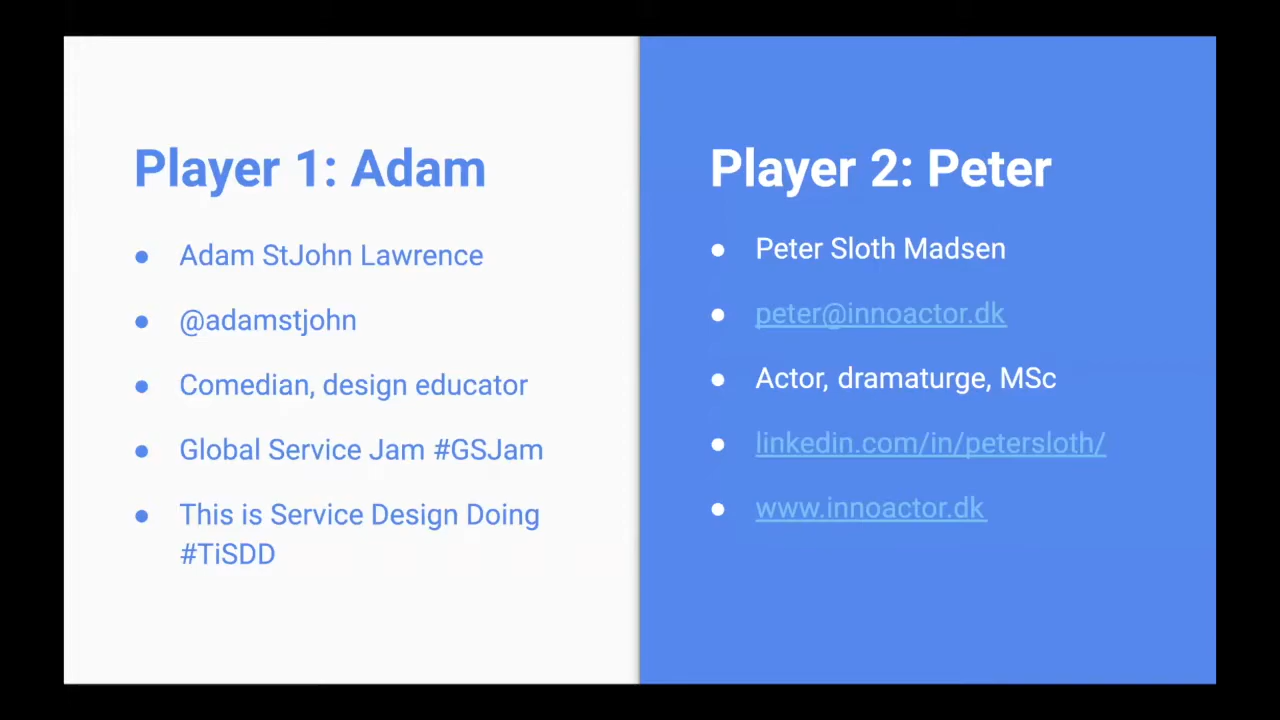 Player 1: Adam
● Adam StJohn Lawrence
● @adamstjohn
● Comedian, design educator
● Global Service Jam #GSJam
● This is Service Design Doing
#TiSDD
Player 2: Peter
● Peter Sloth Madsen
● peter@innoactor.dk
● Actor, dramaturge, MSc
● linkedin.com/in/petersloth/
● www.innoactor.dk